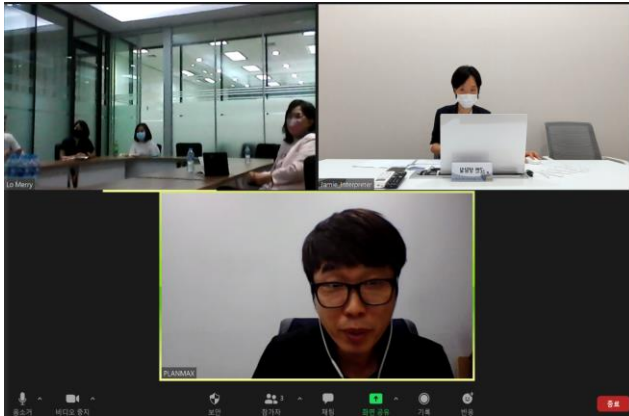 Lo Merry
Jamie_Interpreter
PLANMAX
음소거
비디오 중지
보안
참가자
3
채팅
화면 공유
기록
반응
종료